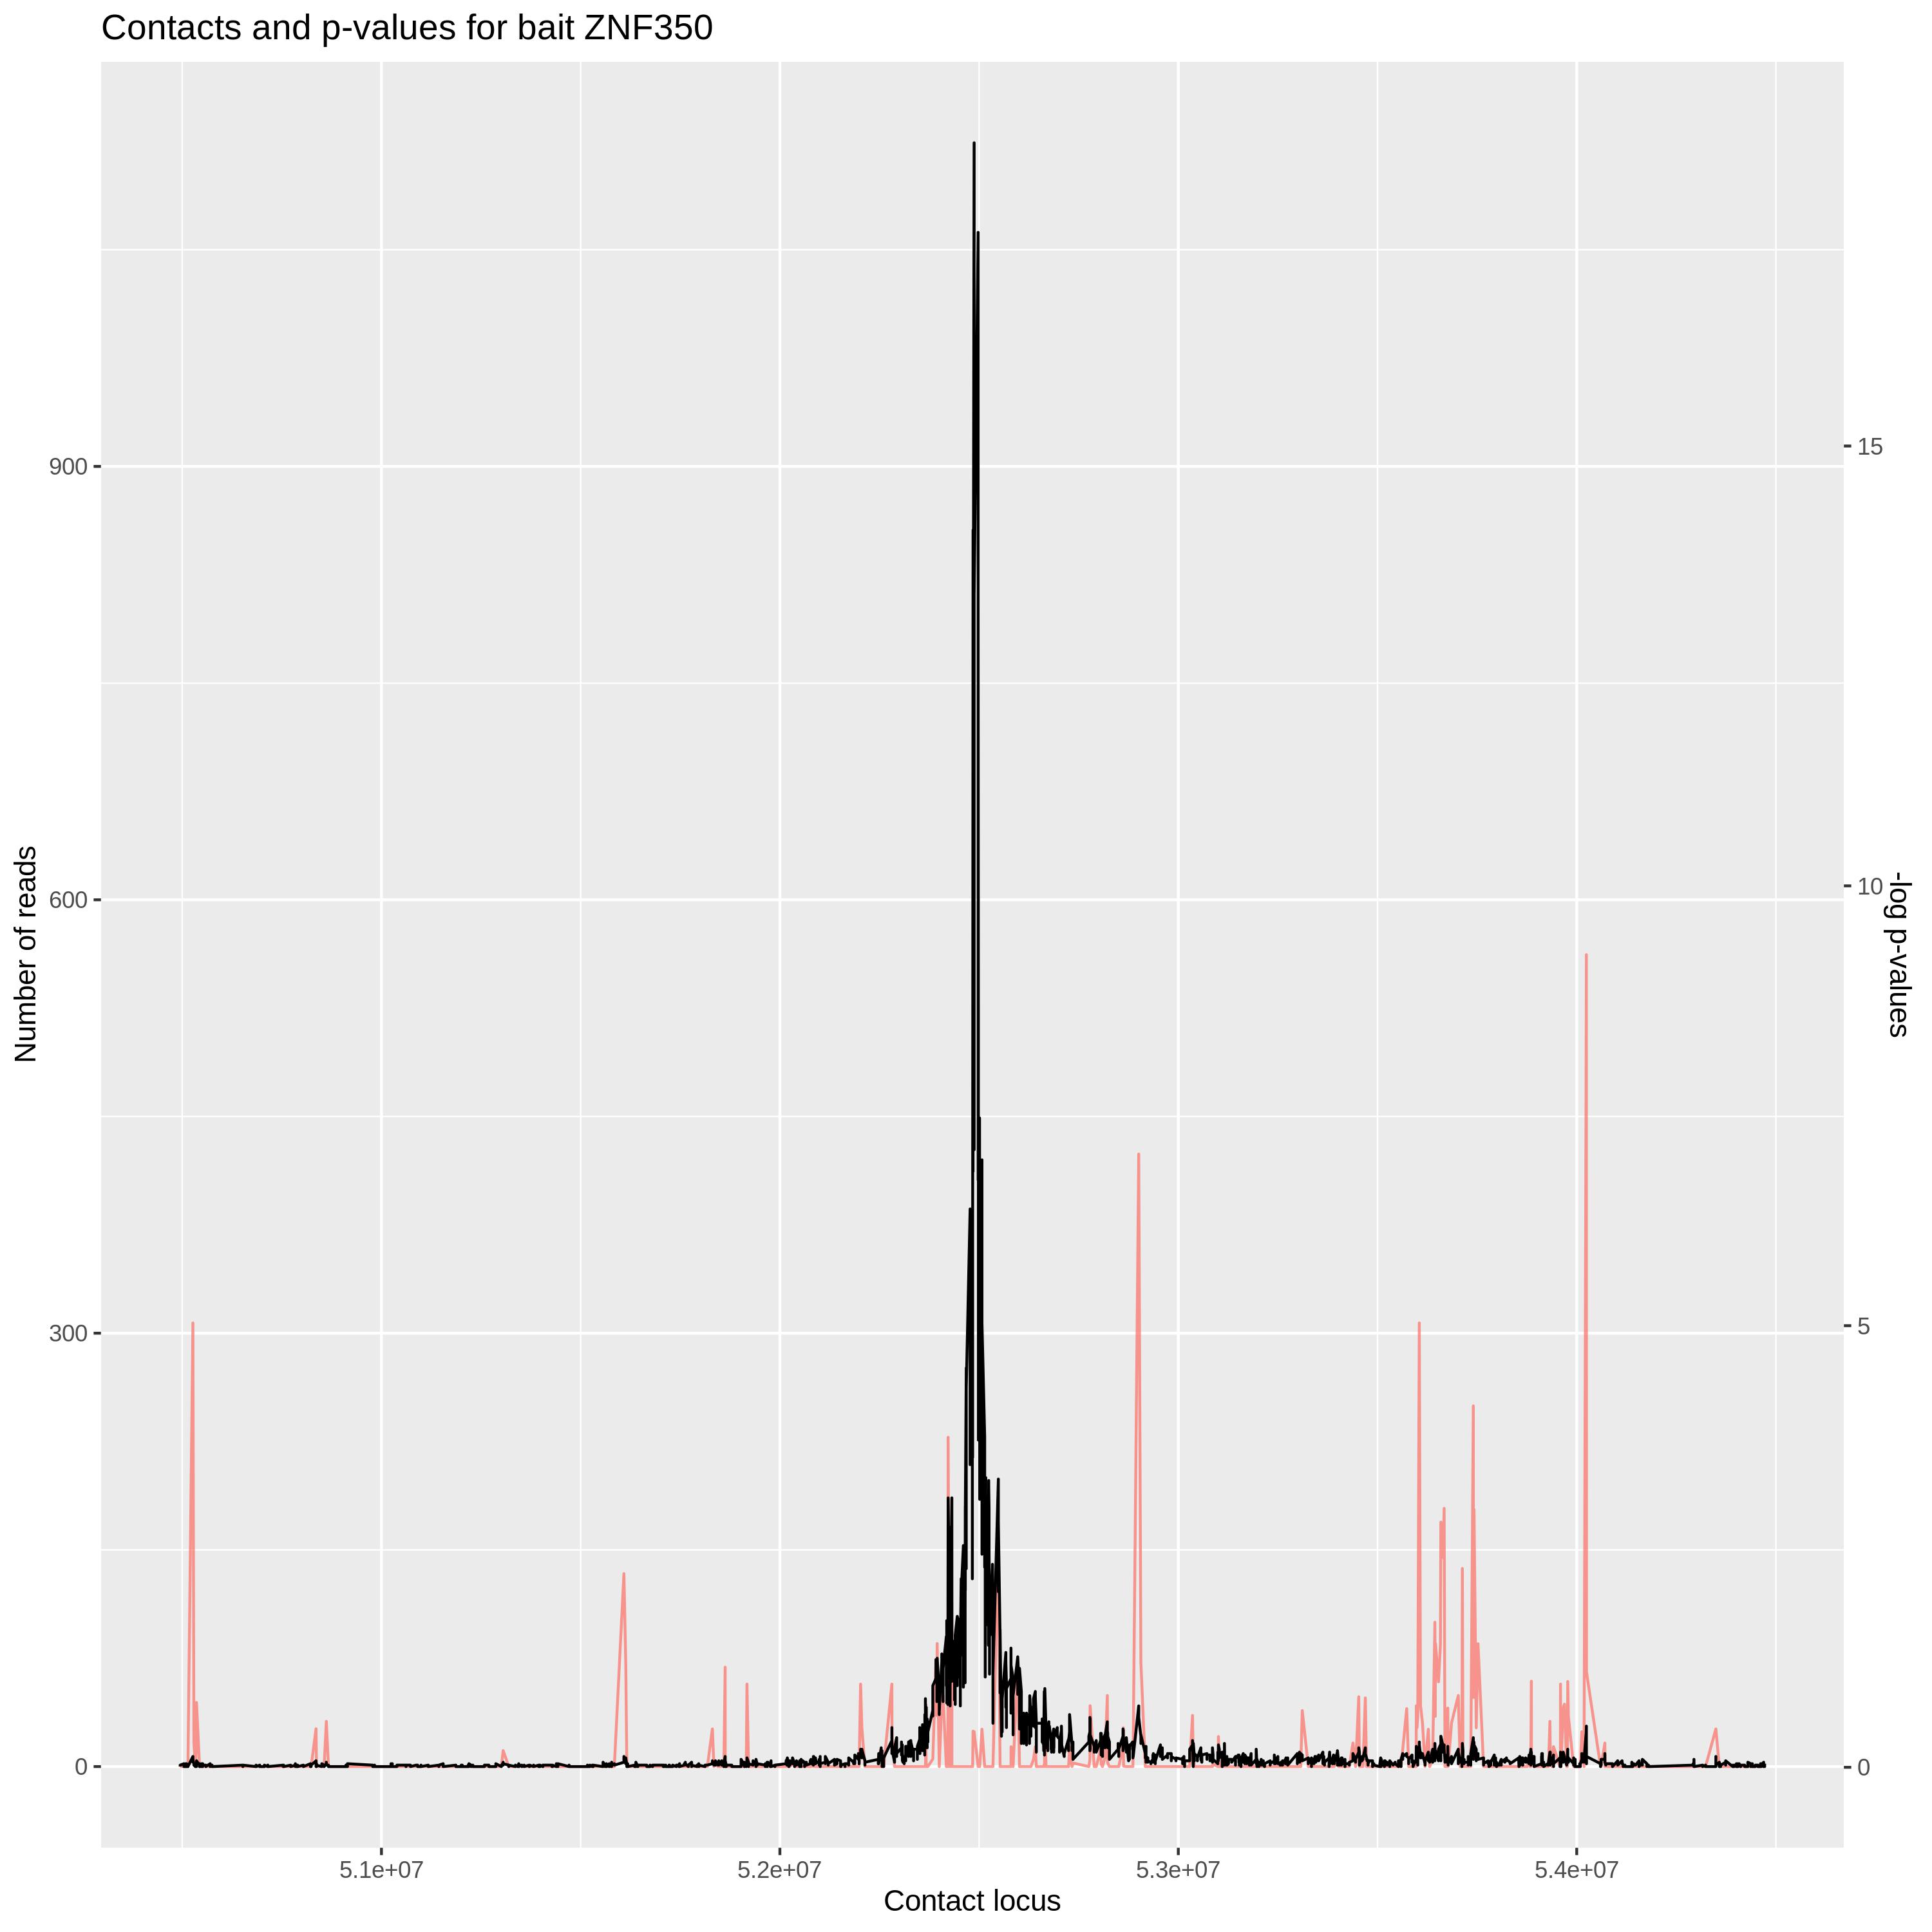 Contacts and p-values for bait ZNF350
Number of reads
900
600
300
0
15
10
5
0
-log p-values
5.1e+07
5.2e+07
5.3e+07
5.4e+07
Contact locus